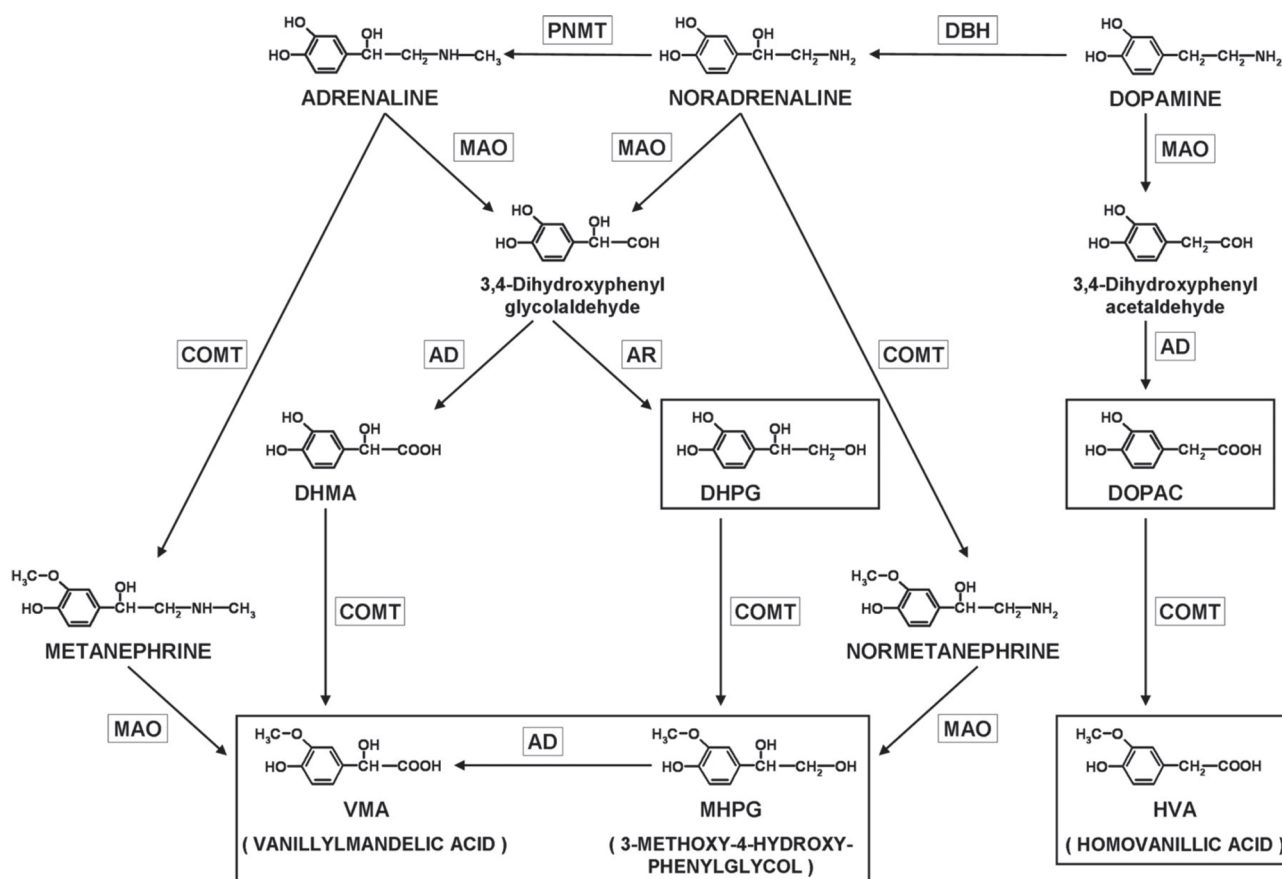 HO
HO
OH
CH
CH2
NH
CH3
ADRENALINE
PNMT
HO
HO
OH
CH
CH2
NH2
NORADRENALINE
DBH
HO
HO
CH2
CH2
NH2
DOPAMINE
MAO
MAO
MAO
HO
HO
OH
CH
COH
3,4-Dihydroxyphenyl
glycolaldehyde
HO
HO
CH2
COH
3,4-Dihydroxyphenyl
acetaldehyde
COMT
AD
AR
COMT
AD
HO
HO
OH
CH
COOH
DHMA
HO
HO
OH
CH
CH2
OH
DHPG
HO
HO
CH2
COOH
DOPAC
H3C
O
HO
OH
CH
CH2
NH
CH3
METANEPHRINE
COMT
COMT
H3C
O
HO
OH
CH
CH2
NH2
NORMETANEPHRINE
COMT
MAO
MAO
H3C
O
HO
OH
CH
COOH
VMA
( VANILLYLMANDELIC ACID )
AD
H3C
O
HO
OH
CH
CH2
OH
MHPG
( 3-METHOXY-4-HYDROXY-
PHENYLGLYCOL )
H3C
O
HO
CH2
COOH
HVA
( HOMOVANILLIC ACID )